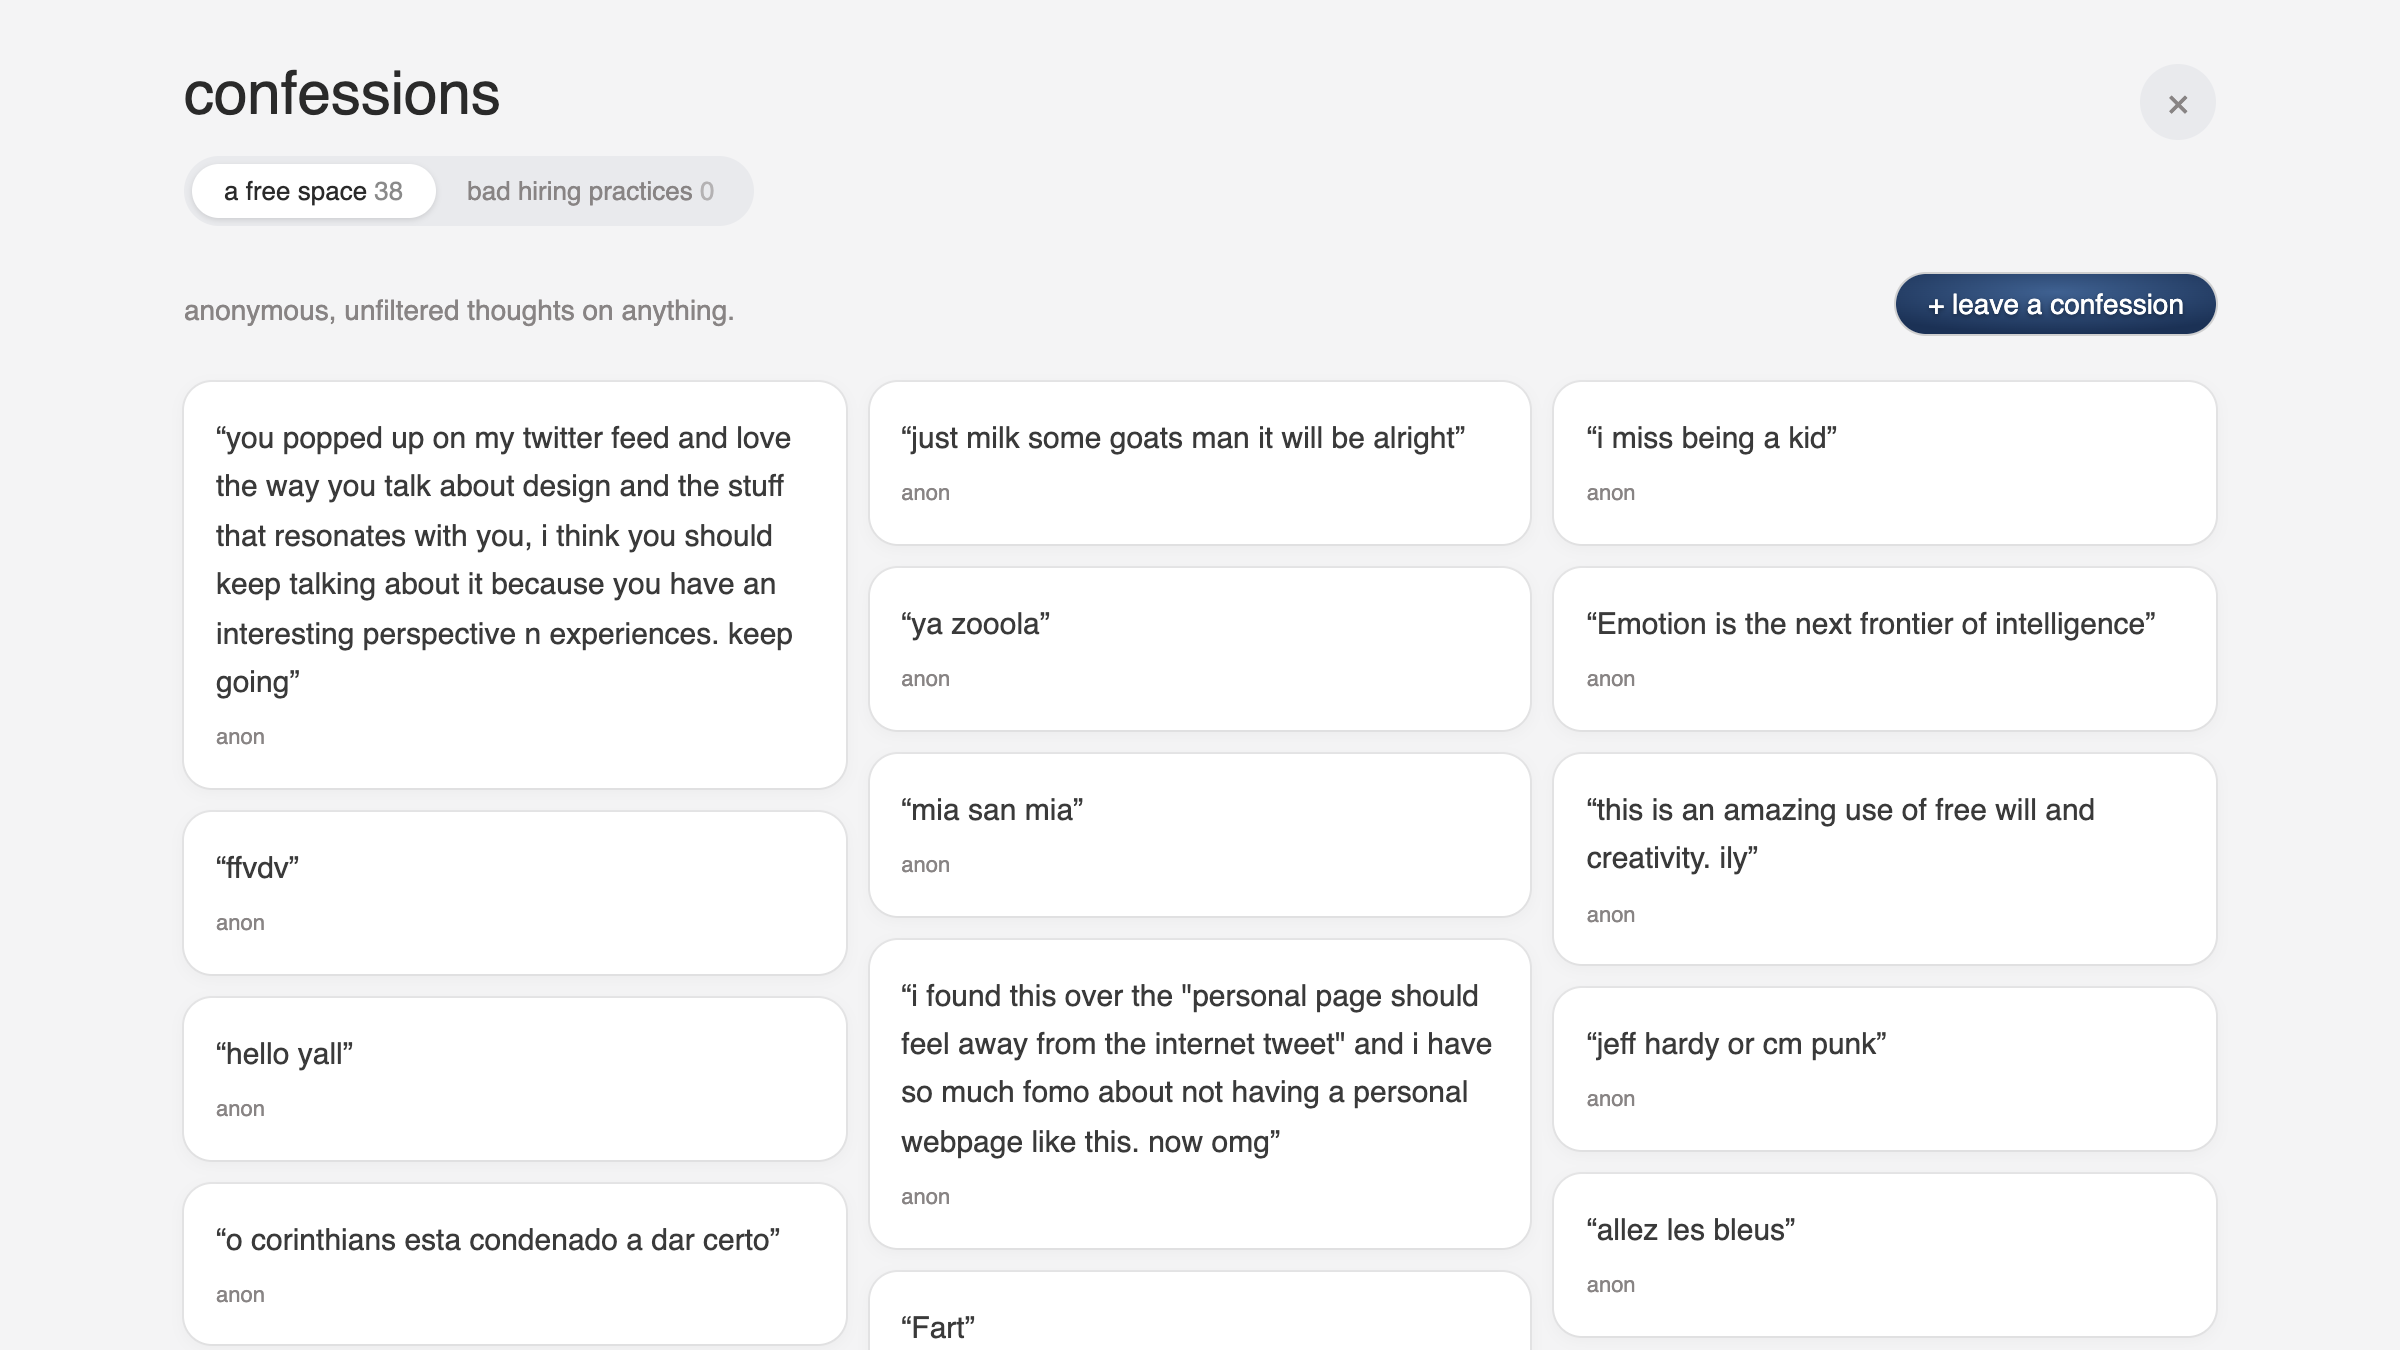 confessions
×
a free space 38
bad hiring practices 0
anonymous, unfiltered thoughts on anything.
+ leave a confession
“you popped up on my twitter feed and love
the way you talk about design and the stuff
that resonates with you, i think you should
keep talking about it because you have an
interesting perspective n experiences. keep
going”
anon
“ffvdv”
anon
“hello yall”
anon
“o corinthians esta condenado a dar certo”
anon
“just milk some goats man it will be alright”
anon
“ya zooola”
anon
“mia san mia”
anon
“i found this over the "personal page should
feel away from the internet tweet" and i have
so much fomo about not having a personal
webpage like this. now omg”
anon
“Fart”
“i miss being a kid”
anon
“Emotion is the next frontier of intelligence”
anon
“this is an amazing use of free will and
creativity. ily”
anon
“jeff hardy or cm punk”
anon
“allez les bleus”
anon